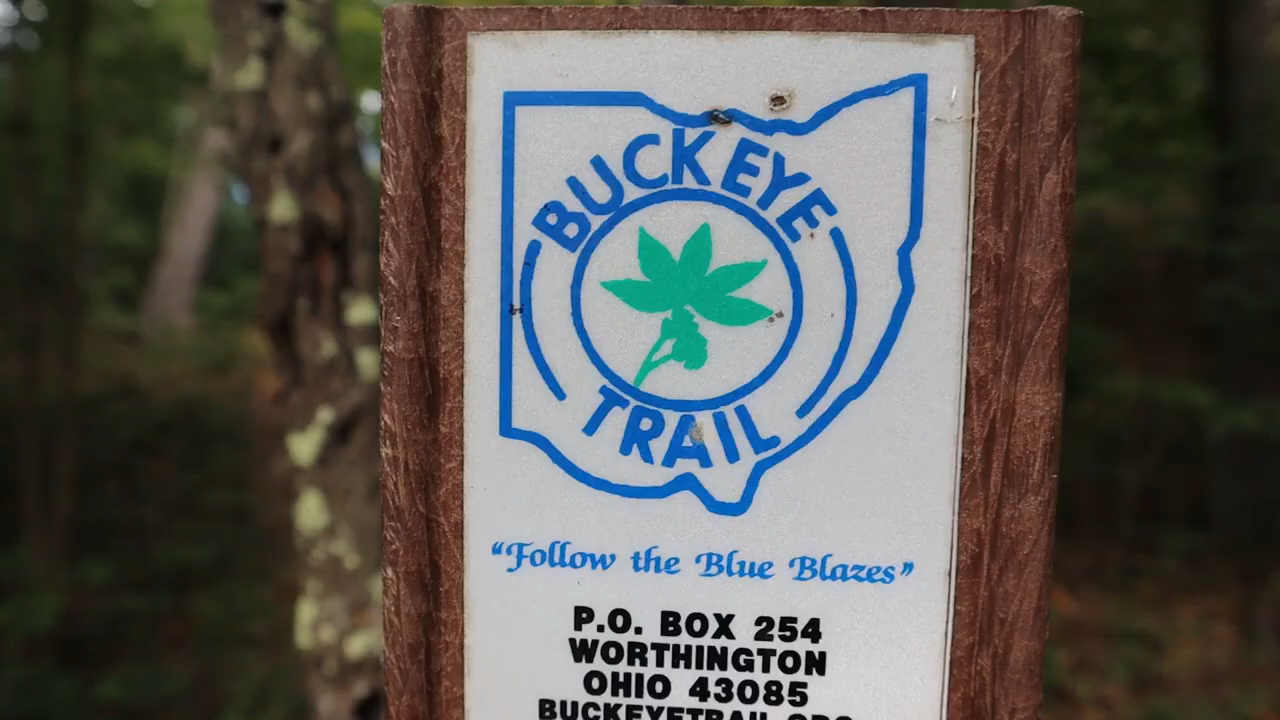 BUCKEYE
TRAIL
“Follow the Blue Blazes”
P.O. BOX 254
WORTHINGTON
OHIO 43085
BUCKEYETRAIL.ORG